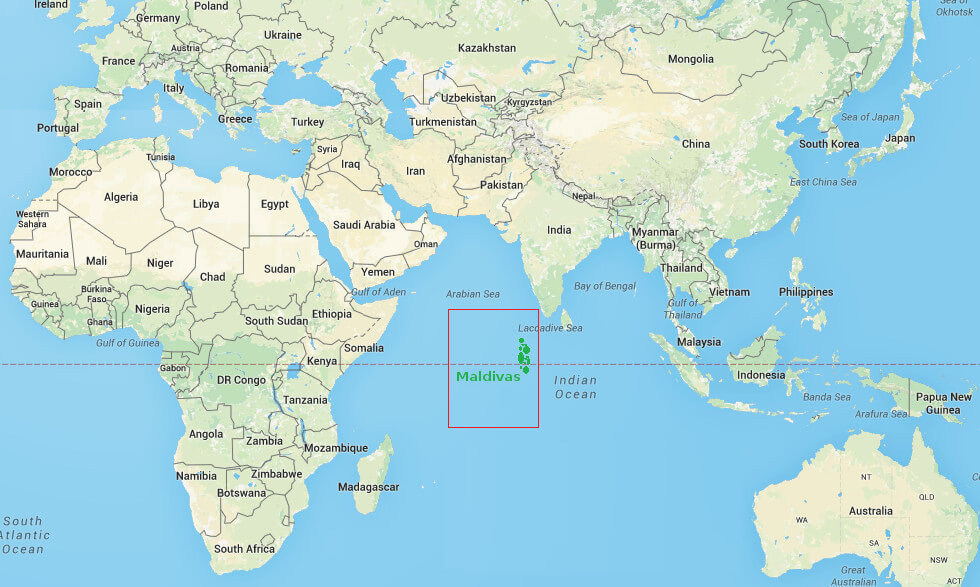 Ireland
Poland
Sea of
Okhotsk
Germany
Ukraine
Kazakhstan
Mongolia
France
Austria
Romania
Italy
Uzbekistan
Kyrgyzstan
Spain
Portugal
Greece
Turkey
Turkmenistan
Sea of Japan
Japan
South Korea
China
Tunisia
Syria
Iraq
Iran
Afghanistan
Morocco
Pakistan
East China Sea
Algeria
Libya
Egypt
Nepal
Western
Sahara
Saudi Arabia
India
Myanmar
(Burma)
Oman
Mauritania
Mali
Niger
Chad
Sudan
Yemen
Thailand
Burkina
Faso
Gulf of Aden
Arabian Sea
Bay of Bengal
Vietnam
Philippines
Guinea
Nigeria
Ethiopia
Gulf of
Thailand
Ghana
South Sudan
Laccadive Sea
Gulf of Guinea
Somalia
Malaysia
Gabon
Kenya
DR Congo
Maldivas
Indian
Ocean
Indonesia
Tanzania
Banda Sea
Papua New
Guinea
Arafura Sea
Angola
Zambia
Mozambique
Namibia
Zimbabwe
Botswana
Madagascar
NT
QLD
Australia
WA
South
Atlantic
Ocean
South Africa
SA
NSW
Great
Australian
ACT